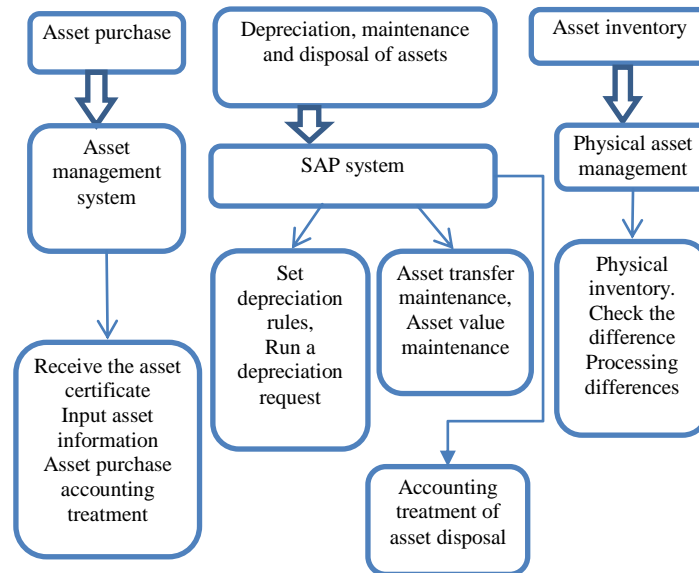 Asset purchase
Depreciation, maintenance
and disposal of assets
Asset inventory
Asset
management
system
SAP system
Physical asset
management
Set
depreciation
rules,
Run a
depreciation
request
Asset transfer
maintenance,
Asset value
maintenance
Physical
inventory.
Check the
difference
Processing
differences
Receive the asset
certificate
Input asset
information
Asset purchase
accounting
treatment
Accounting
treatment of
asset disposal